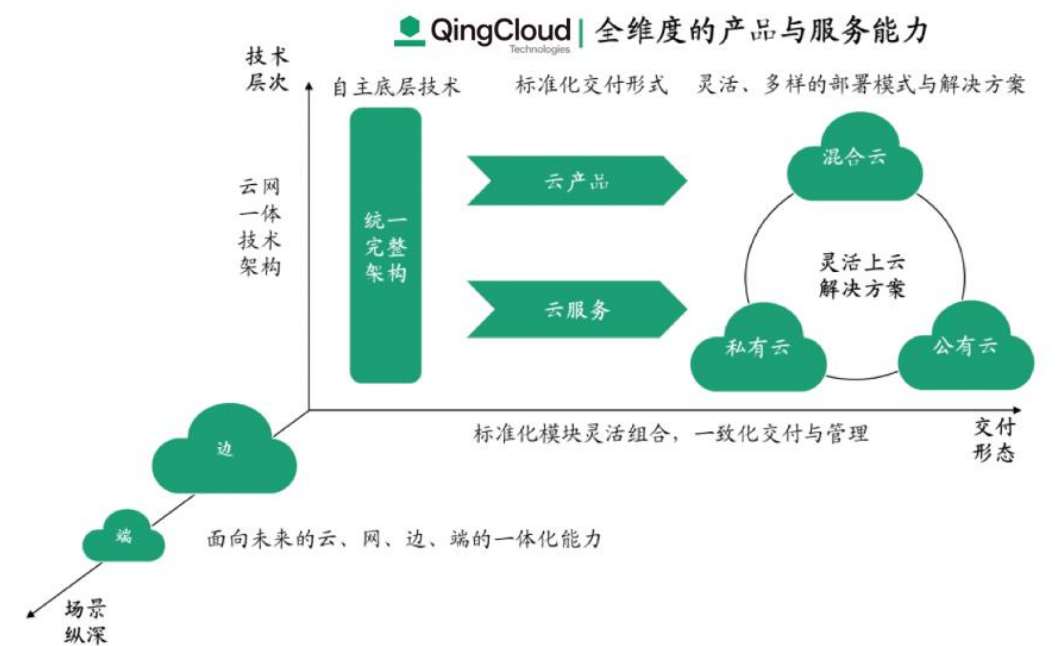 QingCloud
Technologies
全维度的产品与服务能力
技术
层次
自主底层技术
标准化交付形式
灵活、多样的部署模式与解决方案
云网
一体
技术
架构
统一
完整
架构
云产品
云服务
混合云
灵活上云
解决方案
私有云
公有云
标准化模块灵活组合，一致化交付与管理
交付
形态
边
端
面向未来的云、网、边、端的一体化能力
场景
纵深